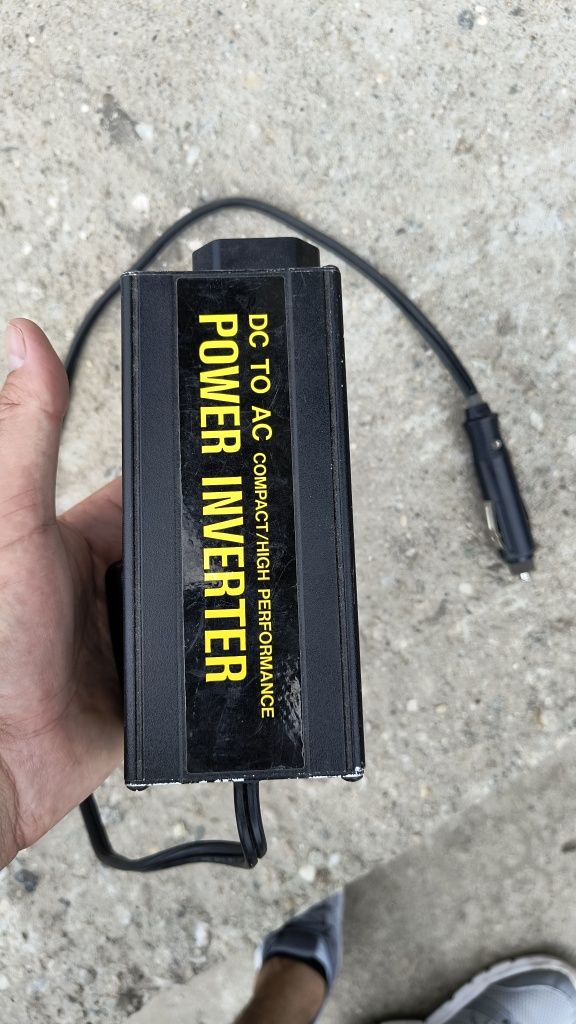 DC TO AC COMPACT/HIGH PERFORMANCE
POWER INVERTER